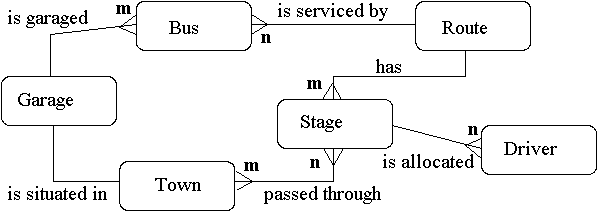 is garaged
m
Bus
is serviced by
n
Route
has
Garage
m
Stage
n
is allocated
n
Driver
is situated in
Town
m
passed through